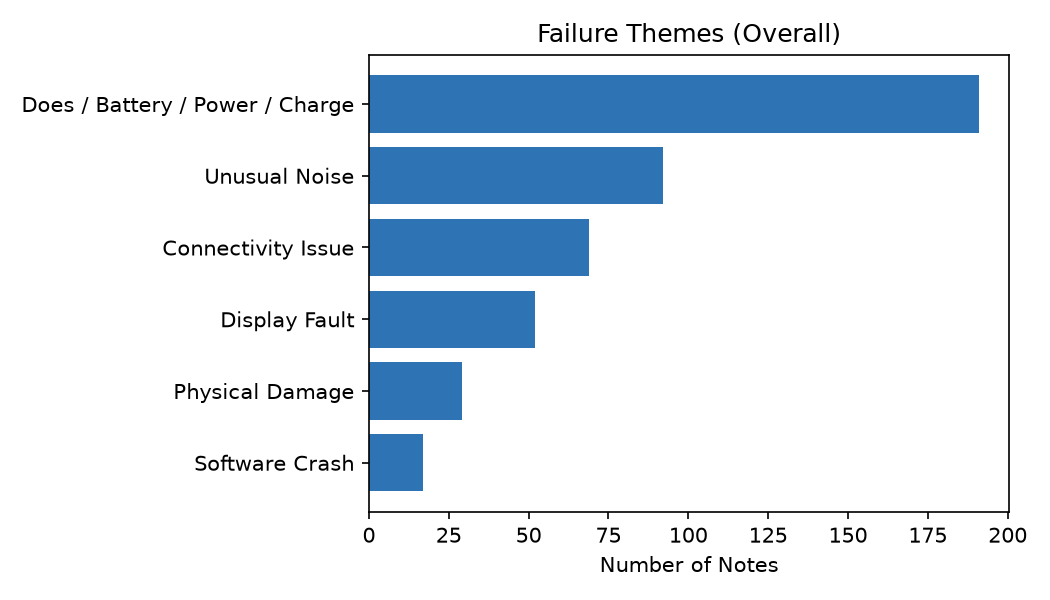 Failure Themes (Overall)
Does / Battery / Power / Charge
Unusual Noise
Connectivity Issue
Display Fault
Physical Damage
Software Crash
0 25 50 75 100 125 150 175 200
Number of Notes